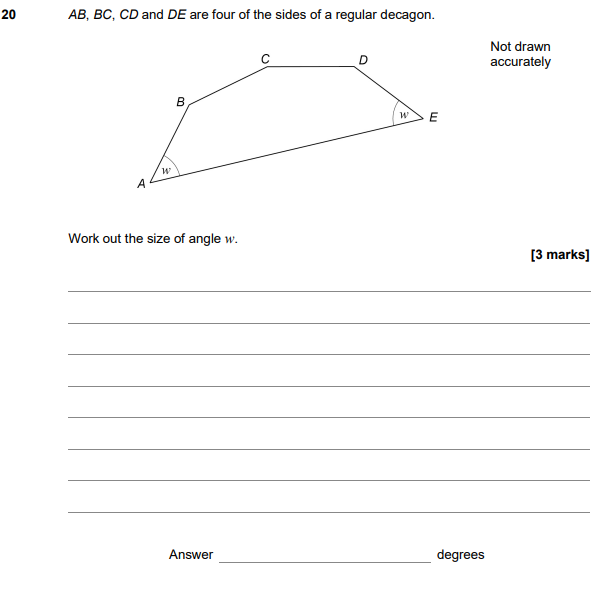 20 AB, BC, CD and DE are four of the sides of a regular decagon.
Not drawn
accurately
C
D
B
w
E
w
A
Work out the size of angle w.
[3 marks]
Answer
degrees